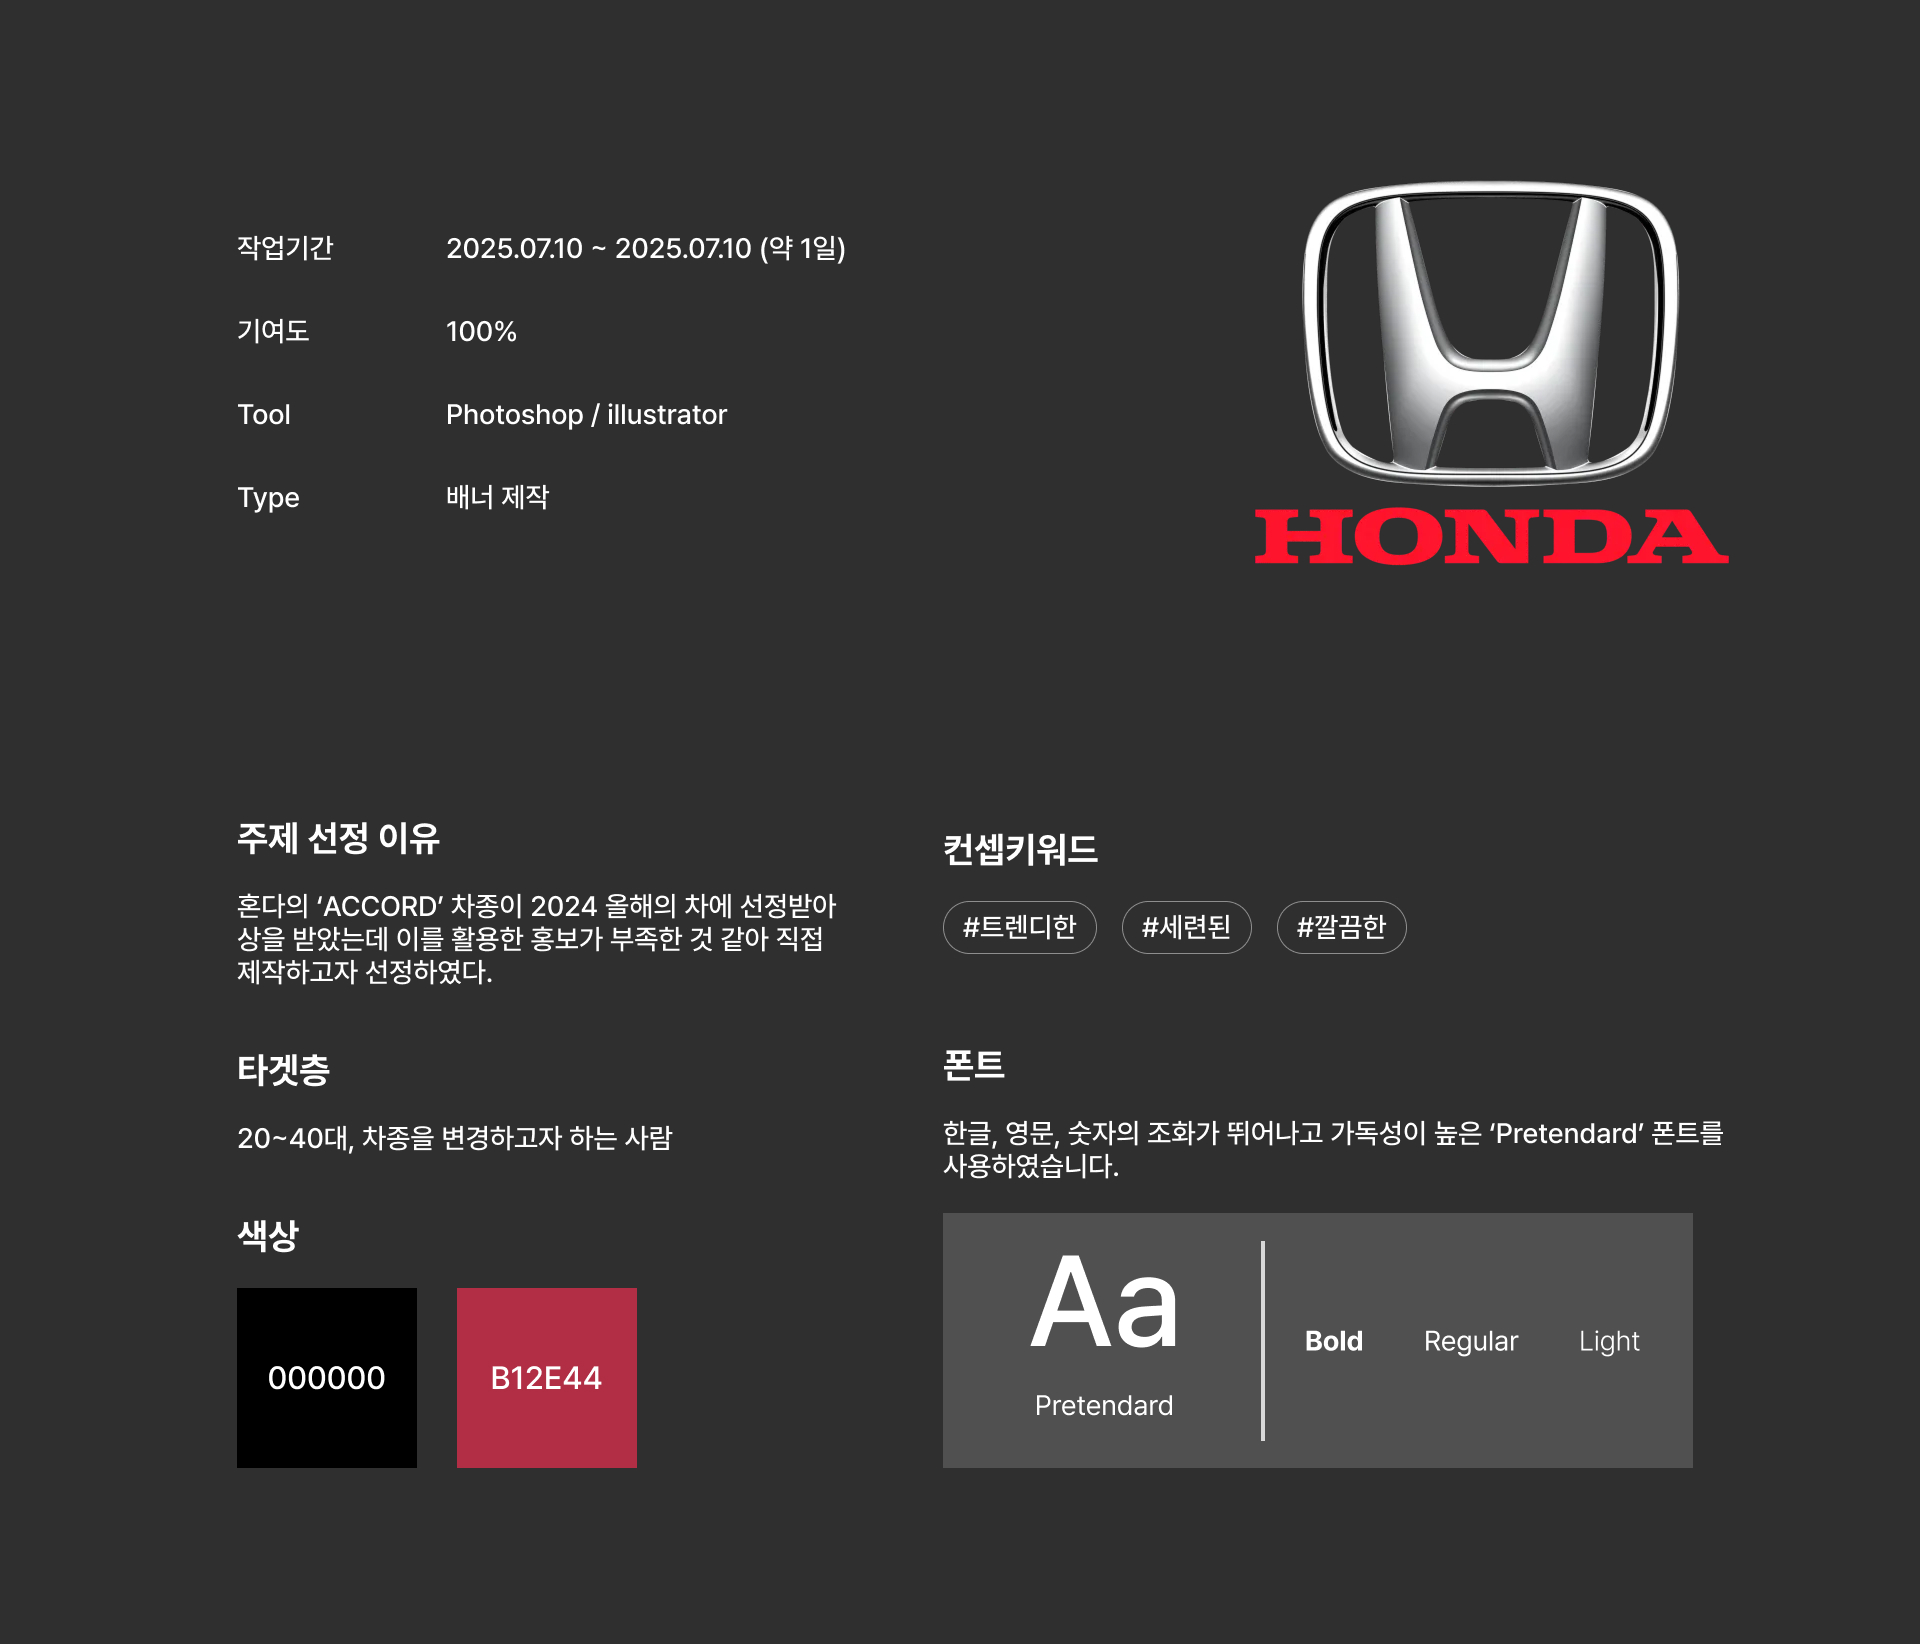 작업기간 2025.07.10 ~ 2025.07.10 (약 1일)
기여도 100%
Tool Photoshop / illustrator
Type 배너 제작
HONDA
주제 선정 이유
혼다의 ‘ACCORD’ 차종이 2024 올해의 차에 선정받아
상을 받았는데 이를 활용한 홍보가 부족한 것 같아 직접
제작하고자 선정하였다.
타겟층
20~40대, 차종을 변경하고자 하는 사람
색상
000000 B12E44
컨셉키워드
#트렌디한 #세련된 #깔끔한
폰트
한글, 영문, 숫자의 조화가 뛰어나고 가독성이 높은 ‘Pretendard’ 폰트를
사용하였습니다.
Aa
Pretendard
Bold Regular Light